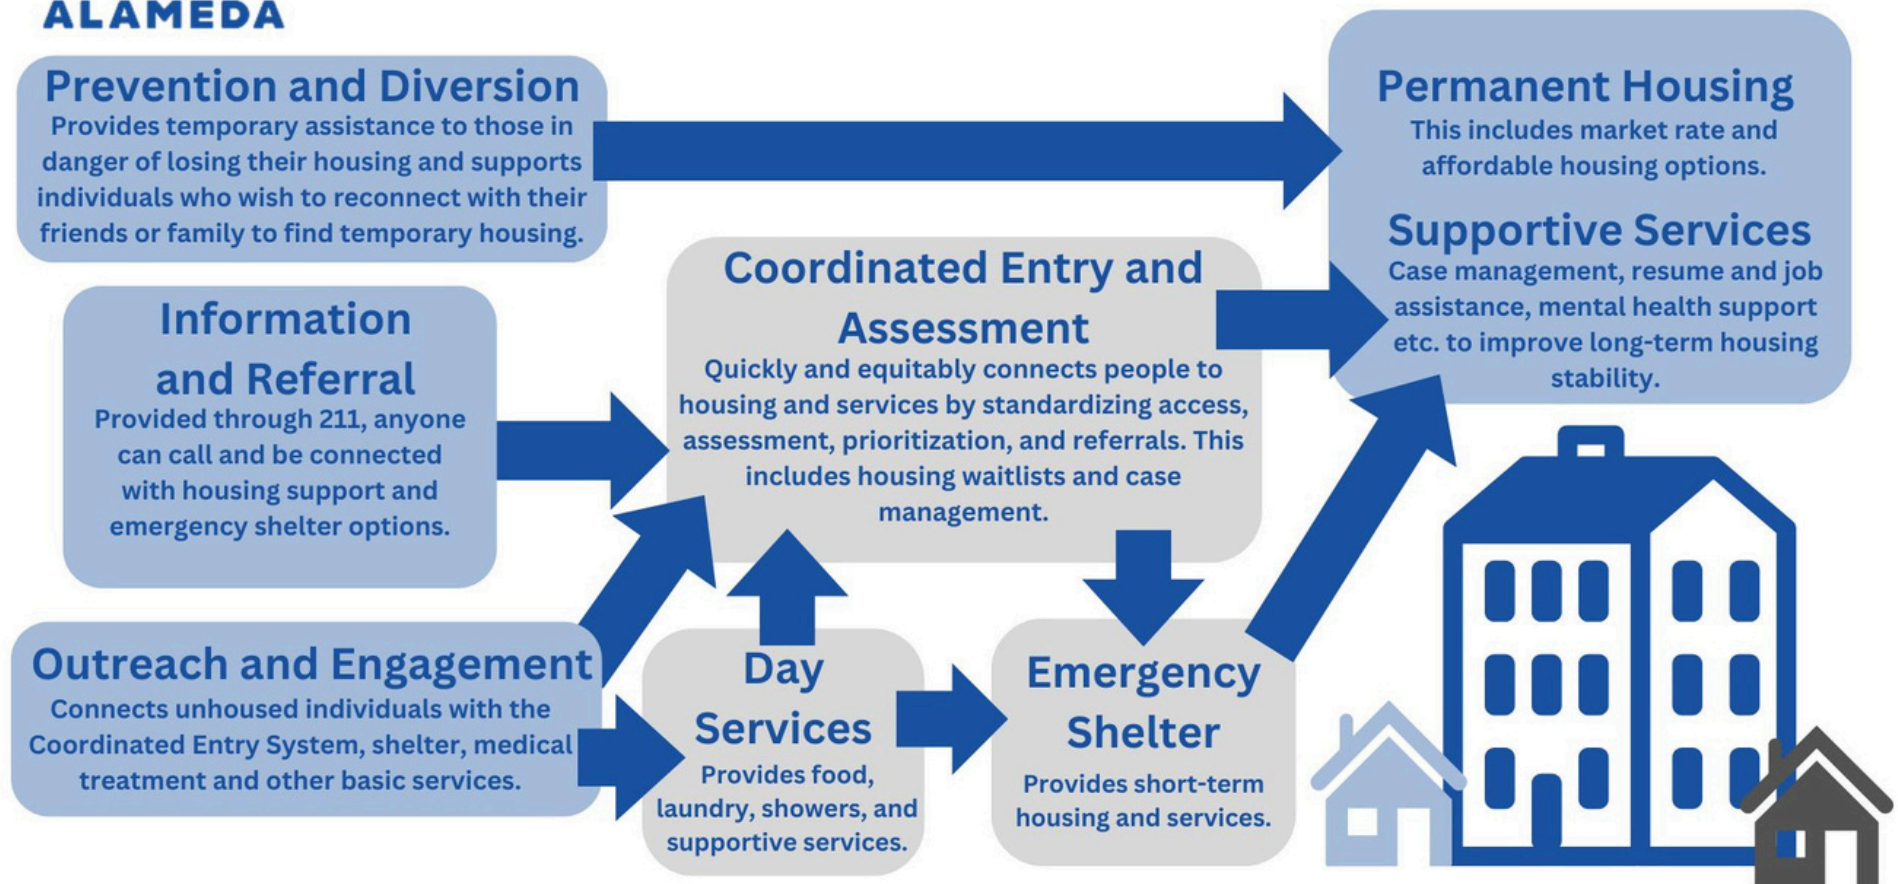 ALAMEDA
Prevention and Diversion
Provides temporary assistance to those in
danger of losing their housing and supports
individuals who wish to reconnect with their
friends or family to find temporary housing.
Permanent Housing
This includes market rate and
affordable housing options.
Supportive Services
Case management, resume and job
assistance, mental health support
etc. to improve long-term housing
stability.
Coordinated Entry and
Assessment
Quickly and equitably connects people to
housing and services by standardizing access,
assessment, prioritization, and referrals. This
includes housing waitlists and case
management.
Information
and Referral
Provided through 211, anyone
can call and be connected
with housing support and
emergency shelter options.
Outreach and Engagement
Connects unhoused individuals with the
Coordinated Entry System, shelter, medical
treatment and other basic services.
Day
Services
Provides food,
laundry, showers, and
supportive services.
Emergency
Shelter
Provides short-term
housing and services.